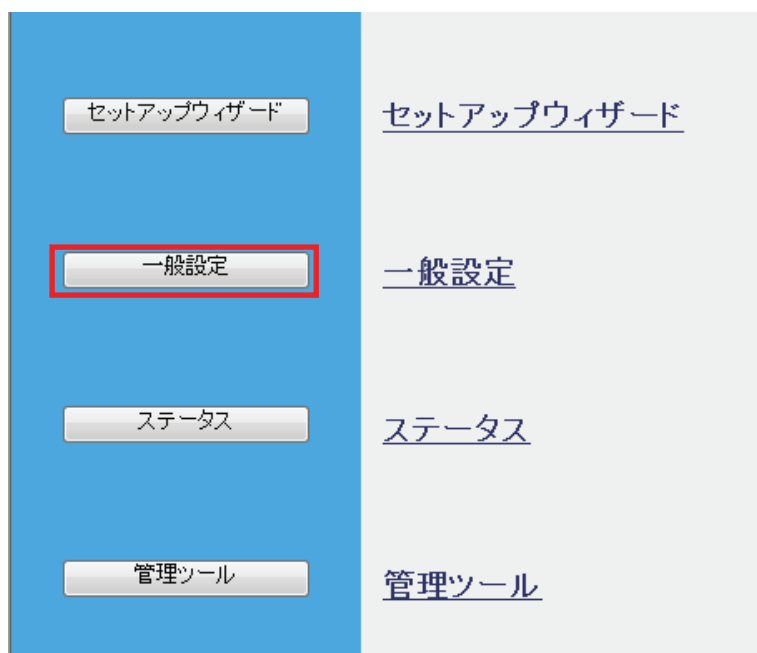 セットアップウィザード
セットアップウィザード
一般設定
一般設定
ステータス
ステータス
管理ツール
管理ツール